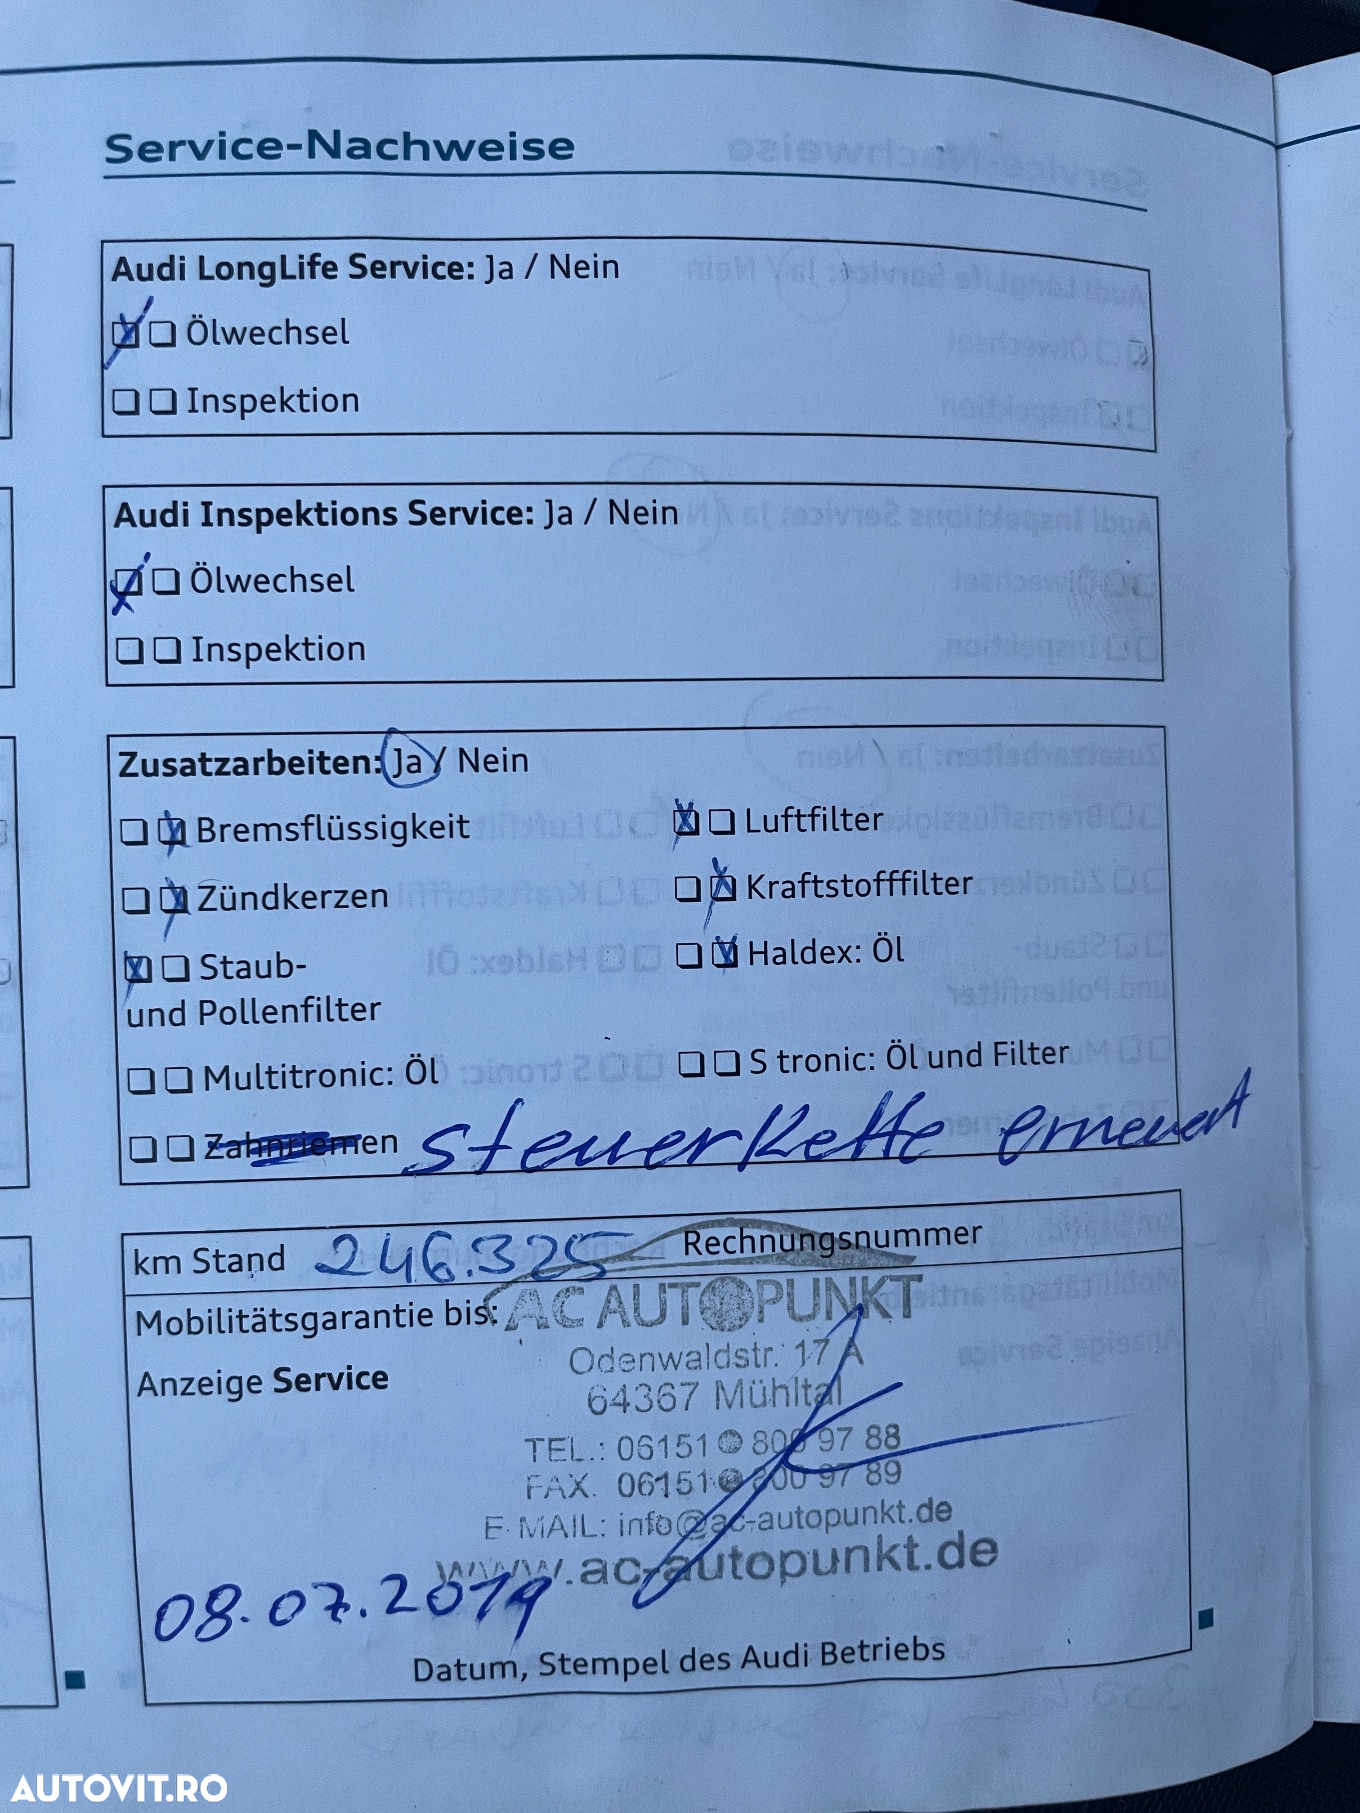 Service-Nachweise
Audi LongLife Service: Ja / Nein
Ölwechsel
Inspektion
Audi Inspektions Service: Ja / Nein
Ölwechsel
Inspektion
Zusatzarbeiten: Ja / Nein
Bremsflüssigkeit
Luftfilter
Zündkerzen
Kraftstofffilter
Staub-
und Pollenfilter
Haldex: Öl
Multitronic: Öl
S tronic: Öl und Filter
Zahnriemen Steuerkette erneuert
km Stand 246.325 Rechnungsnummer
Mobilitätsgarantie bis:
AC AUTOPUNKT
Odenwaldstr. 17 A
Anzeige Service
64367 Mühltal
TEL.: 06151 800 97 88
FAX. 06151 800 97 89
E-MAIL: info@ac-autopunkt.de
www.ac-autopunkt.de
08.07.2019
Datum, Stempel des Audi Betriebs
AUTOVIT.RO